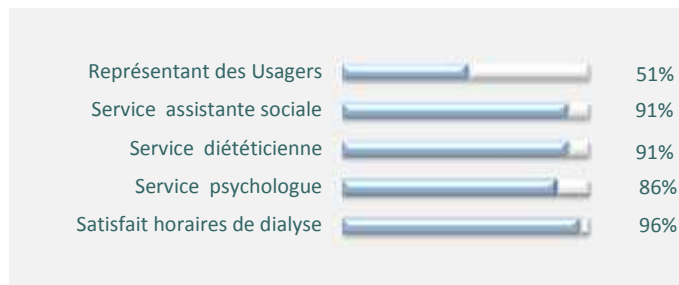 Représentant des Usagers 51%
Service assistante sociale 91%
Service diététicienne 91%
Service psychologue 86%
Satisfait horaires de dialyse 96%